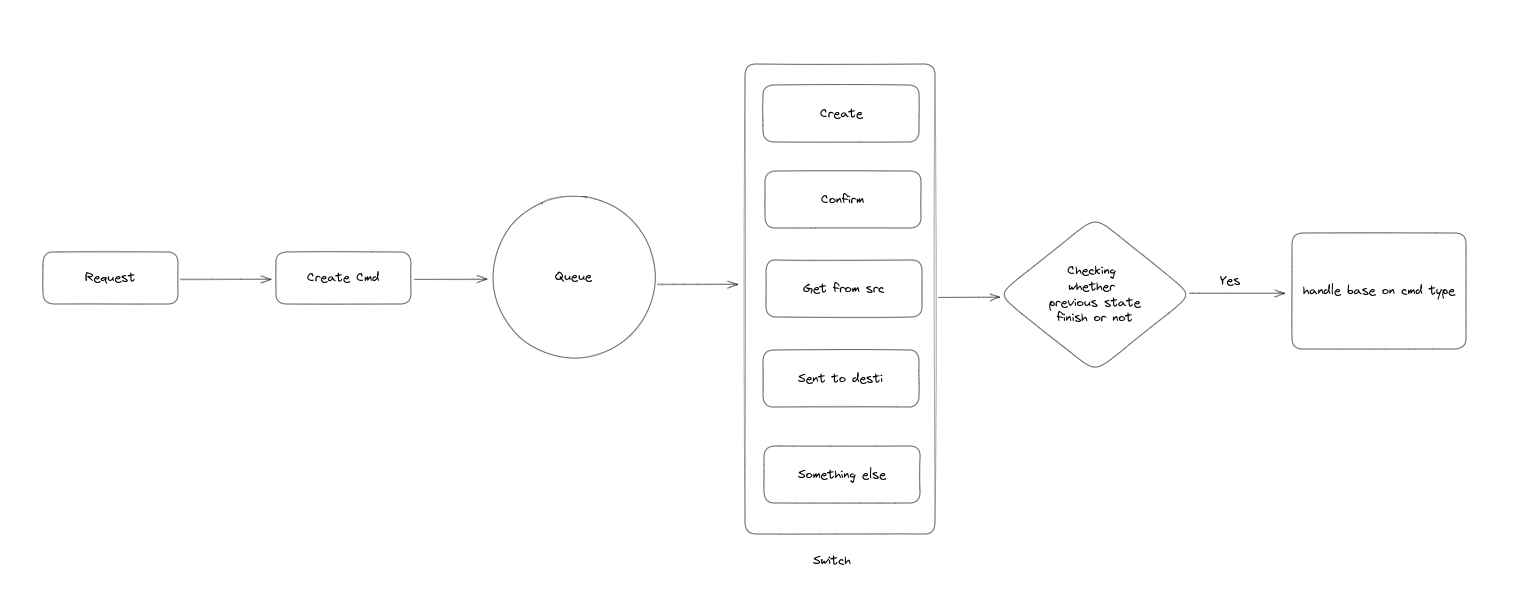 Request
Create Cmd
Queue
Create
Confirm
Get from src
Sent to desti
Something else
Switch
Checking
whether
previous state
finish or not
Yes
handle base on cmd type